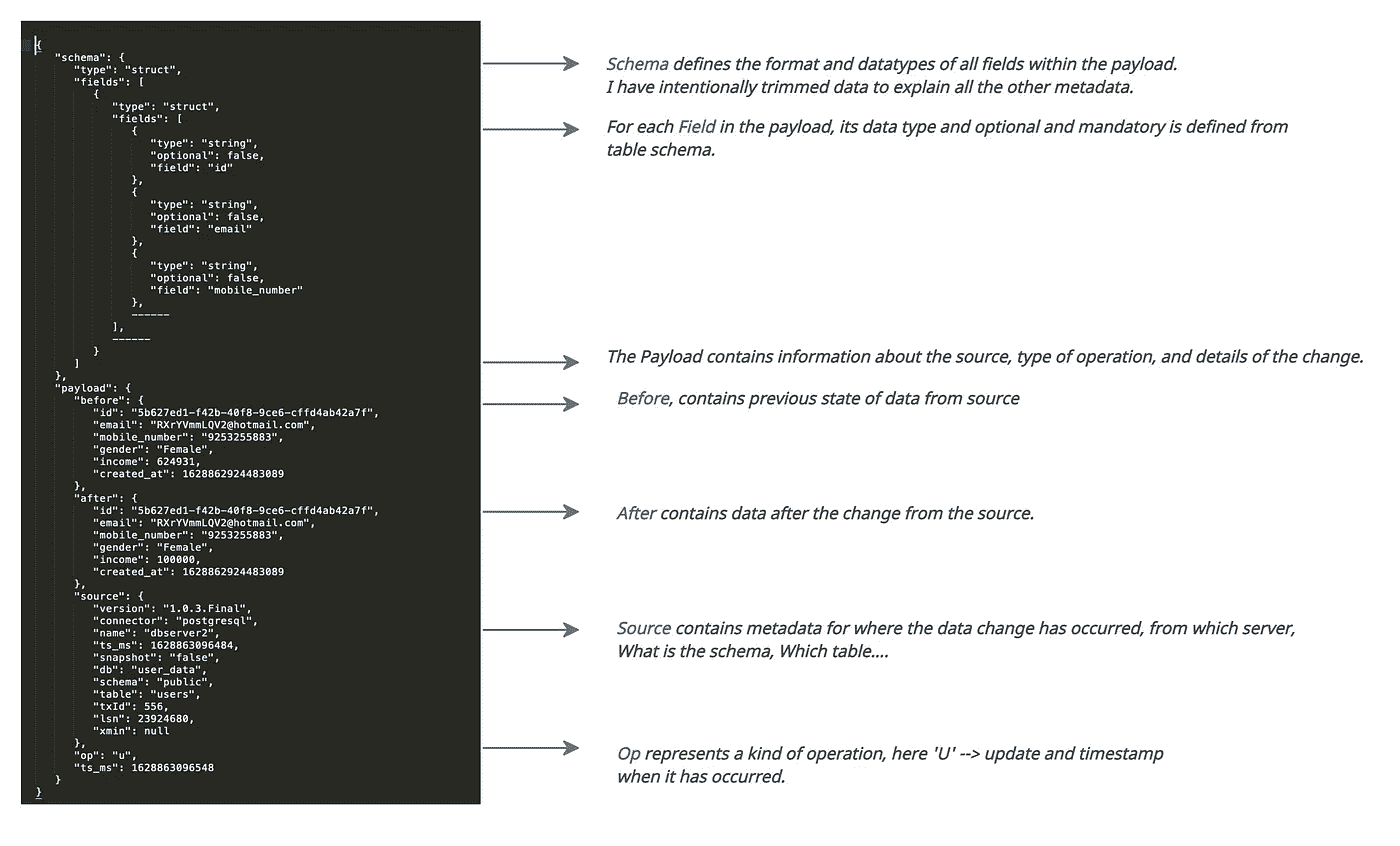 {
"schema": {
"type": "struct",
"fields": [
{
"type": "struct",
"fields": [
{
"type": "string",
"optional": false,
"field": "id"
},
{
"type": "string",
"optional": false,
"field": "email"
},
{
"type": "string",
"optional": false,
"field": "mobile_number"
},
------
],
------
}
]
},
"payload": {
"before": {
"id": "5b627ed1-f42b-40f8-9ce6-cffd4ab42a7f",
"email": "RXrYVmmLQV2@hotmail.com",
"mobile_number": "9253255883",
"gender": "Female",
"income": 624931,
"created_at": 1628862924483089
},
"after": {
"id": "5b627ed1-f42b-40f8-9ce6-cffd4ab42a7f",
"email": "RXrYVmmLQV2@hotmail.com",
"mobile_number": "9253255883",
"gender": "Female",
"income": 100000,
"created_at": 1628862924483089
},
"source": {
"version": "1.0.3.Final",
"connector": "postgresql",
"name": "dbserver2",
"ts_ms": 1628863096484,
"snapshot": "false",
"db": "user_data",
"schema": "public",
"table": "users",
"txId": 556,
"lsn": 23924680,
"xmin": null
},
"op": "u",
"ts_ms": 1628863096548
}
}
Schema defines the format and datatypes of all fields within the payload.
I have intentionally trimmed data to explain all the other metadata.
For each Field in the payload, its data type and optional and mandatory is defined from
table schema.
The Payload contains information about the source, type of operation, and details of the change.
Before, contains previous state of data from source
After contains data after the change from the source.
Source contains metadata for where the data change has occurred, from which server,
What is the schema, Which table....
Op represents a kind of operation, here 'U' --> update and timestamp
when it has occurred.